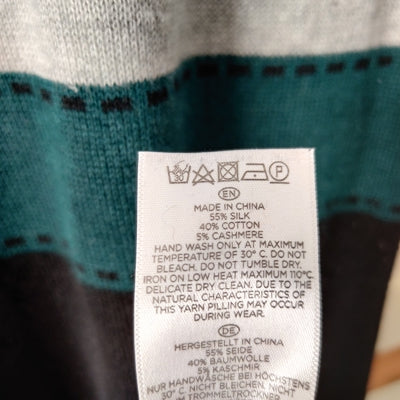 EN
MADE IN CHINA
55% SILK
40% COTTON
5% CASHMERE
HAND WASH ONLY AT MAXIMUM
TEMPERATURE OF 30° C. DO NOT
BLEACH. DO NOT TUMBLE DRY.
IRON ON LOW HEAT MAXIMUM 110°C.
DELICATE DRY CLEAN. DUE TO THE
NATURAL CHARACTERISTICS OF
THIS YARN PILLING MAY OCCUR
DURING WEAR.
DE
HERGESTELLT IN CHINA
55% SEIDE
40% BAUMWOLLE
5% KASCHMIR
NUR HANDWÄSCHE BEI HÖCHSTENS
30°C. NICHT BLEICHEN. NICHT
TROMMELTROCKNEN